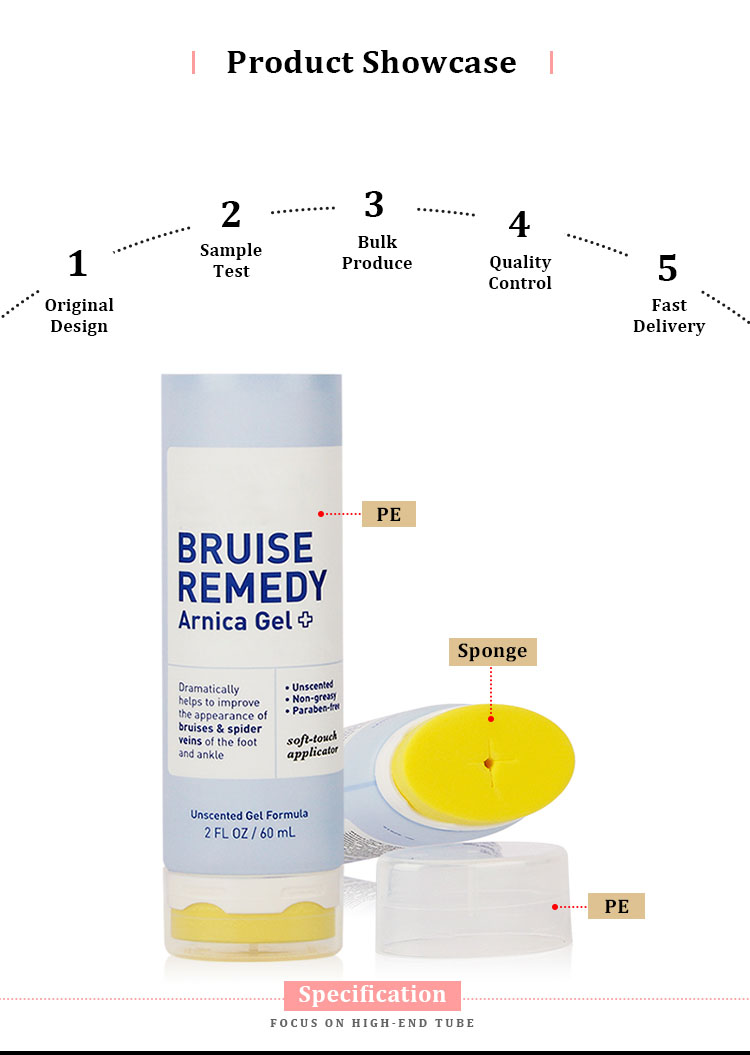 Product Showcase
1
Original
Design
2
Sample
Test
3
Bulk
Produce
4
Quality
Control
5
Fast
Delivery
PE
BRUISE
REMEDY
Arnica Gel
Sponge
Dramatically
helps to improve
the appearance of
bruises & spider
veins of the foot
and ankle
• Unscented
• Non-greasy
• Paraben-free
soft-touch
applicator
Unscented Gel Formula
2 FL OZ / 60 mL
PE
Specification
FOCUS ON HIGH-END TUBE